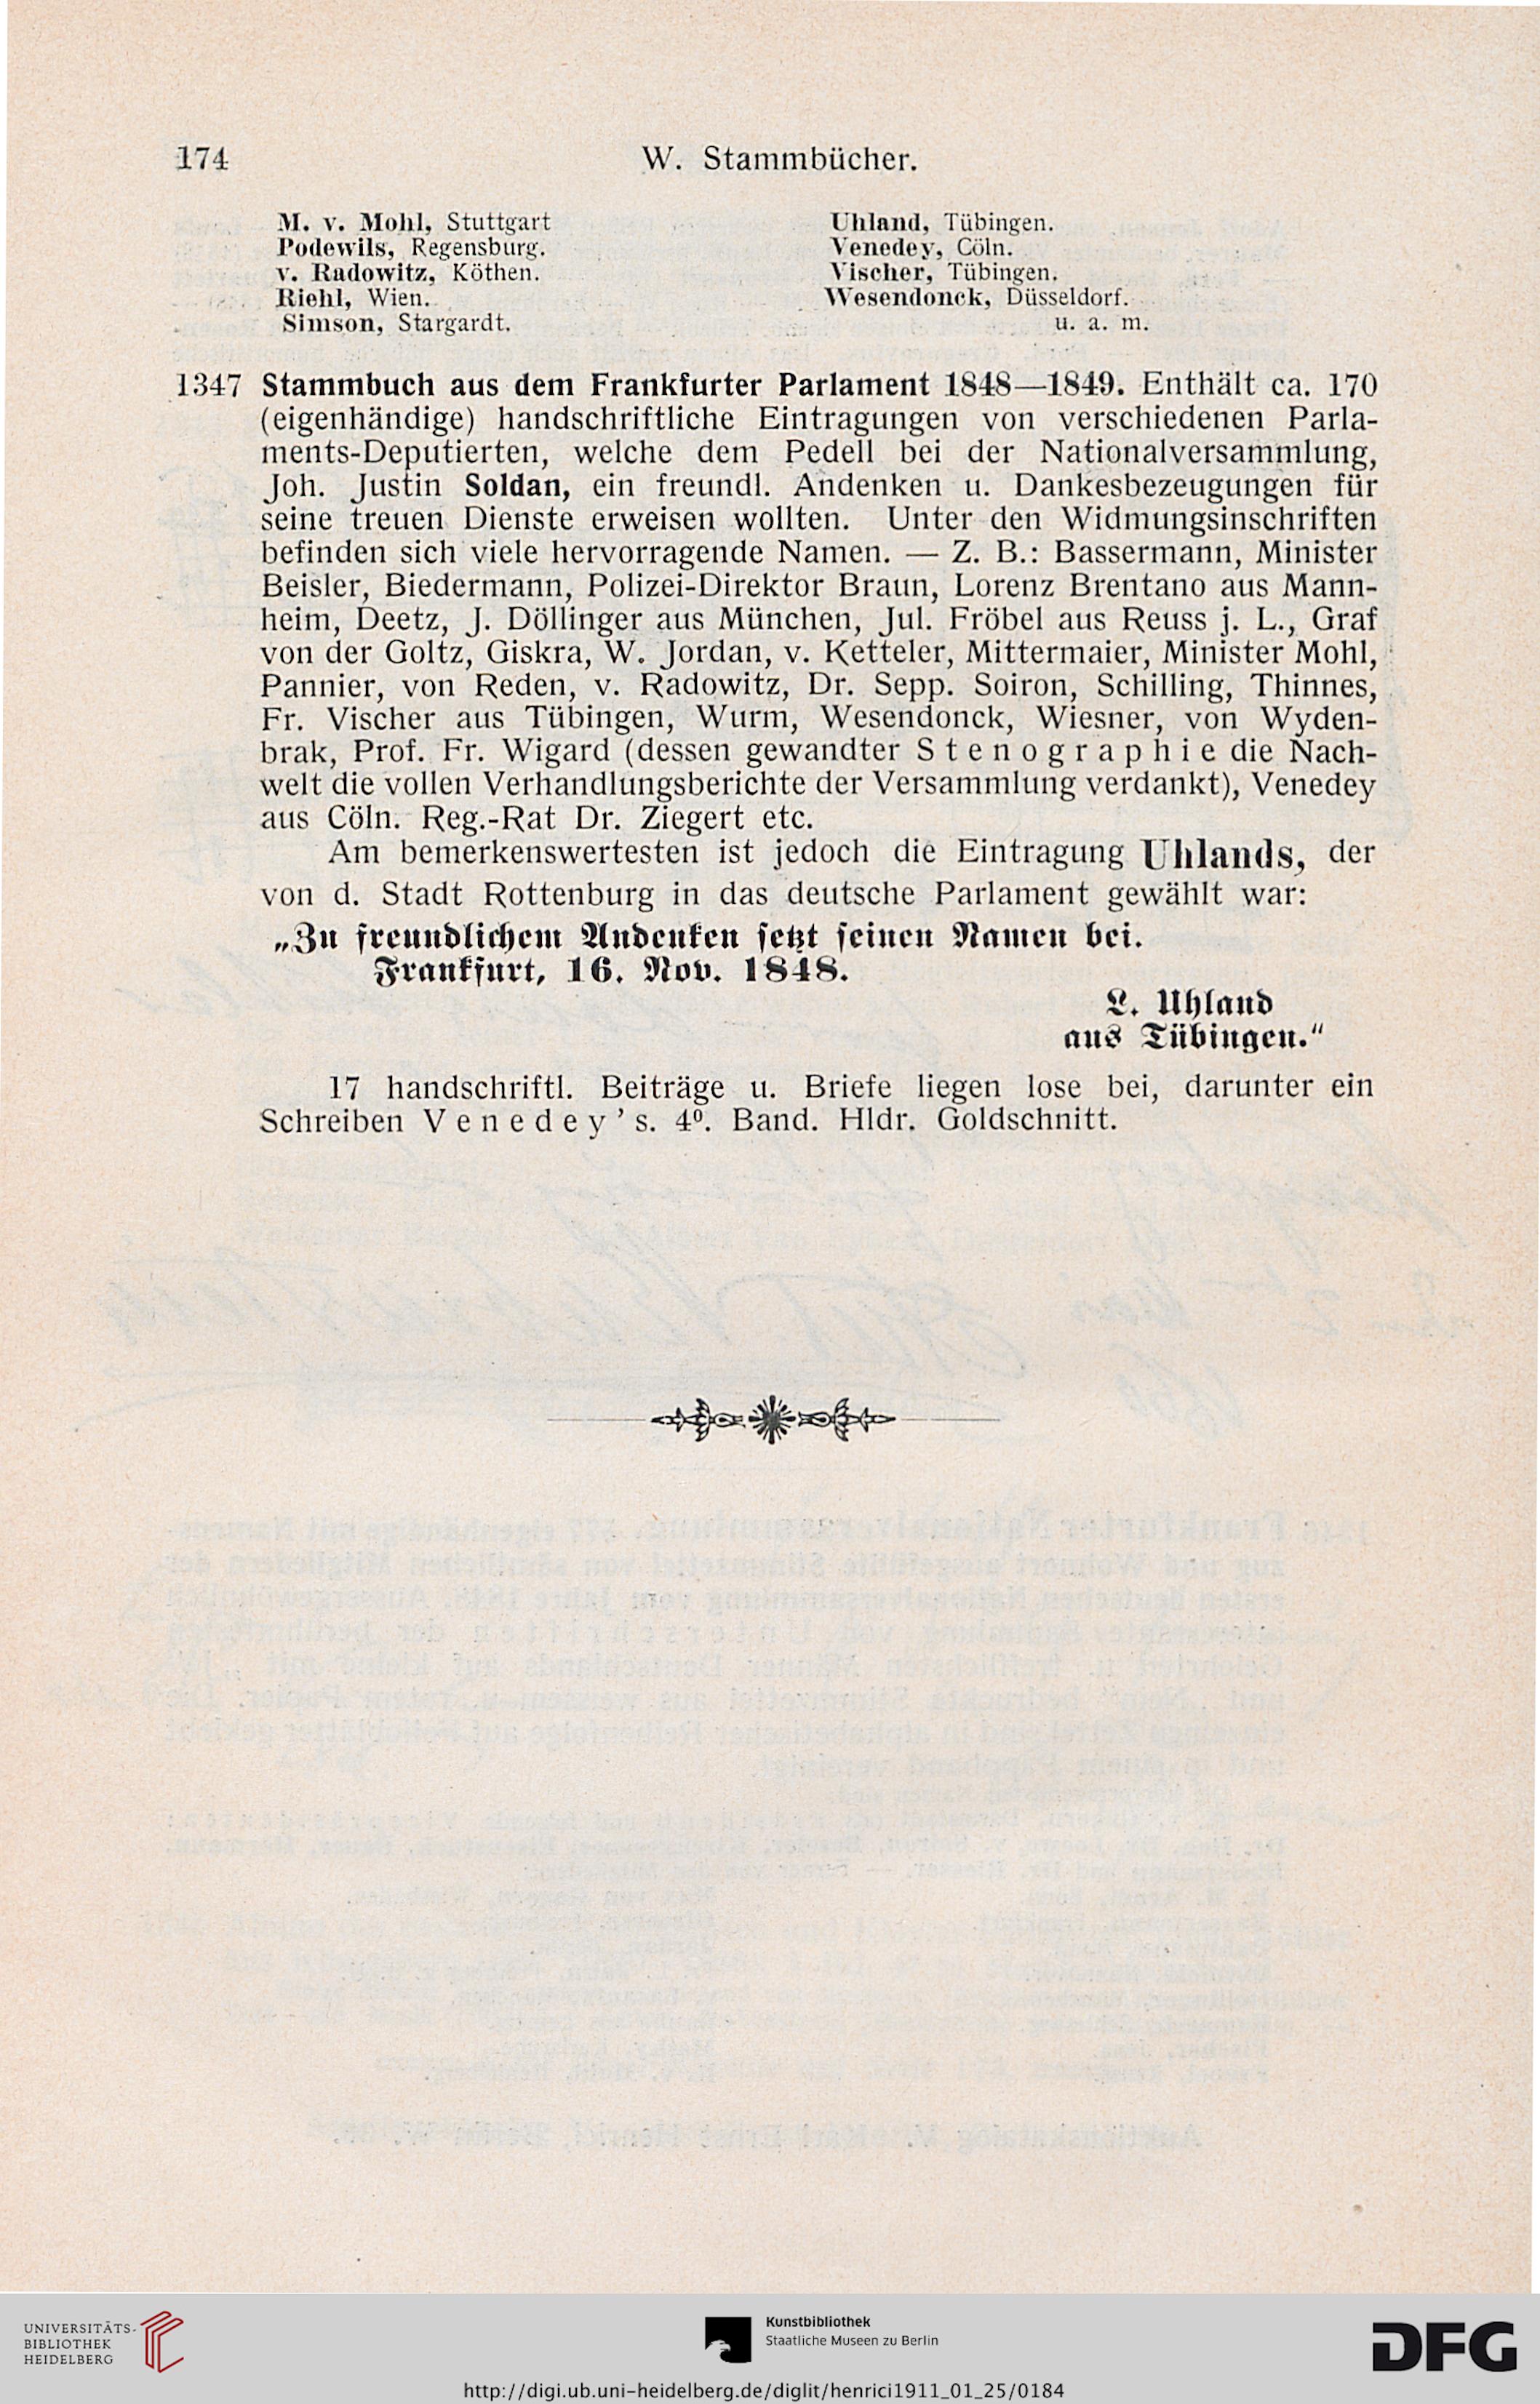 174
W. Stammbücher.
M. v. Mohl, Stuttgart
Podewils, Regensburg.
v. Radowitz, Köthen.
Riehl, Wien.
Simson, Stargardt.
Uhland, Tübingen.
Venedey, Cöln.
Vischer, Tübingen.
Wesendonck, Düsseldorf.
u. a. m.
1347 Stammbuch aus dem Frankfurter Parlament 1848—1849. Enthält ca. 170
(eigenhändige) handschriftliche Eintragungen von verschiedenen Parla-
ments-Deputierten, welche dem Pedell bei der Nationalversammlung,
Joh. Justin Soldan, ein freundl. Andenken u. Dankesbezeugungen für
seine treuen Dienste erweisen wollten. Unter den Widmungsinschriften
befinden sich viele hervorragende Namen. — Z. B.: Bassermann, Minister
Beisler, Biedermann, Polizei-Direktor Braun, Lorenz Brentano aus Mann-
heim, Deetz, J. Döllinger aus München, Jul. Fröbel aus Reuss j. L., Graf
von der Goltz, Giskra, W. Jordan, v. Ketteler, Mittermaier, Minister Mohl,
Pannier, von Reden, v. Radowitz, Dr. Sepp. Soiron, Schilling, Thinnes,
Fr. Vischer aus Tübingen, Wurm, Wesendonck, Wiesner, von Wyden-
brak, Prof. Fr. Wigard (dessen gewandter Stenographie die Nach-
welt die vollen Verhandlungsberichte der Versammlung verdankt), Venedey
aus Cöln. Reg.-Rat Dr. Ziegert etc.
Am bemerkenswertesten ist jedoch die Eintragung Uhlands, der
von d. Stadt Rottenburg in das deutsche Parlament gewählt war:
„Zu freundlichem Andenken setzt seinen Namen bei.
Frankfurt, 16. Nov. 1848.
L. Uhland
aus Tübingen."
17 handschriftl. Beiträge u. Briefe liegen lose bei, darunter ein
Schreiben Venedey's. 4⁰. Band. Hldr. Goldschnitt.
UNIVERSITÄTS-
BIBLIOTHEK
HEIDELBERG
Kunstbibliothek
Staatliche Museen zu Berlin
DFG
http://digi.ub.uni-heidelberg.de/diglit/henrici1911_01_25/0184